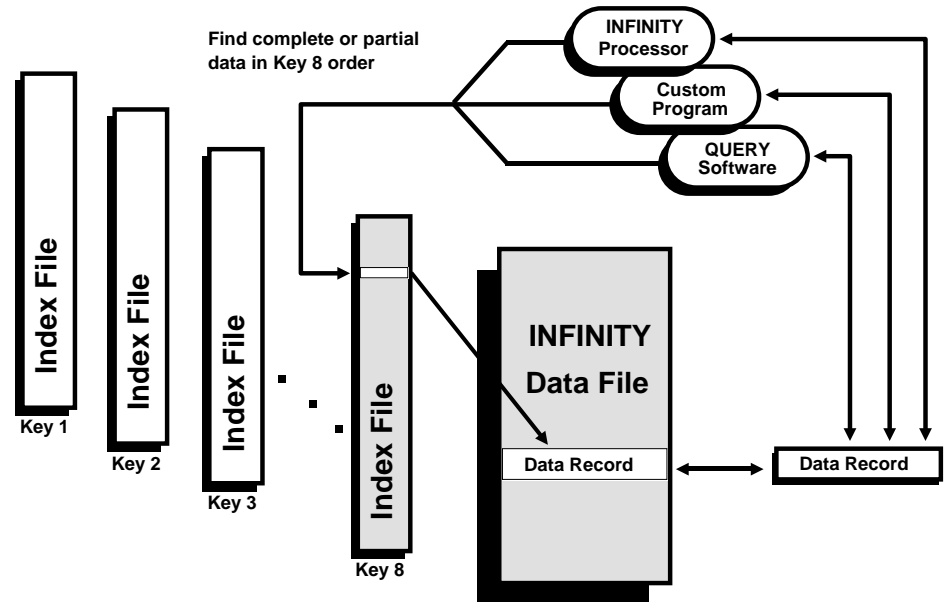 Find complete or partial
data in Key 8 order
INFINITY
Processor
Custom
Program
QUERY
Software
Index File
Key 1
Index File
Key 2
Index File
Key 3
Index File
Key 8
INFINITY
Data File
Data Record
Data Record